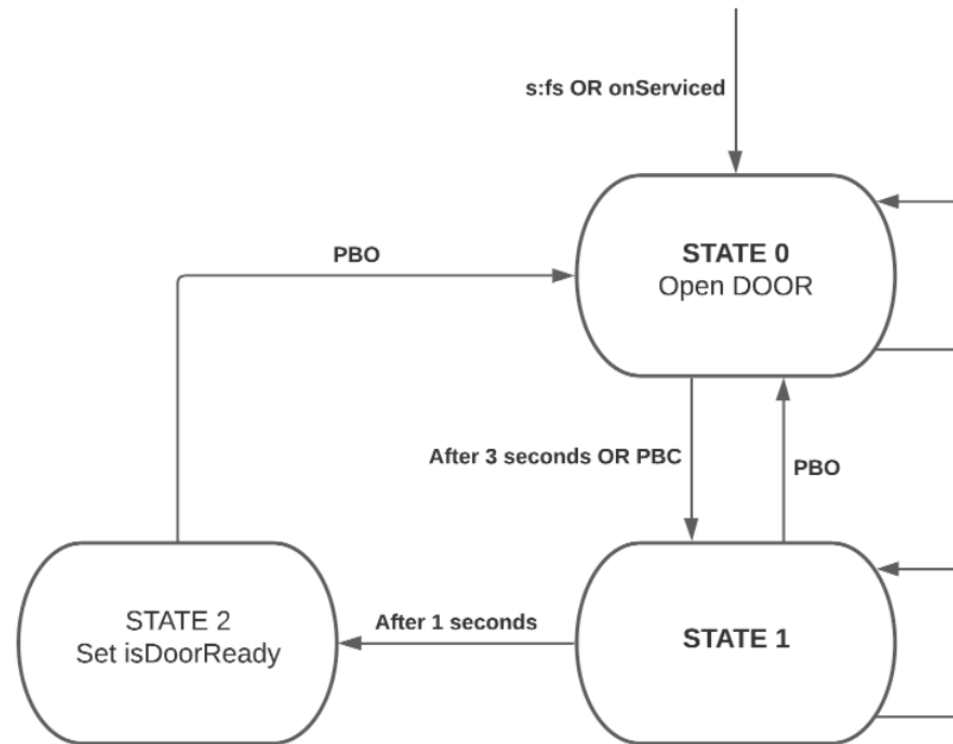 s:fs OR onServiced
STATE 0
Open DOOR
PBO
After 3 seconds OR PBC
PBO
STATE 2
Set isDoorReady
After 1 seconds
STATE 1